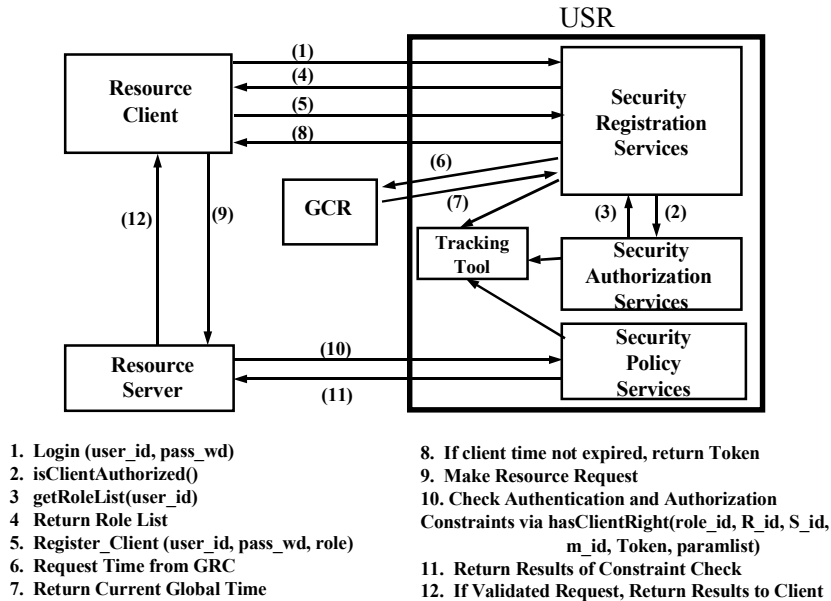 USR
(1)
Resource
Client
(4)
(5)
(8)
Security
Registration
Services
(6)
GCR
(7)
(12)
(9)
(3)
(2)
Tracking
Tool
Security
Authorization
Services
Resource
Server
(10)
(11)
Security
Policy
Services
1. Login (user_id, pass_wd)
2. isClientAuthorized()
3 getRoleList(user_id)
4 Return Role List
5. Register_Client (user_id, pass_wd, role)
6. Request Time from GRC
7. Return Current Global Time
8. If client time not expired, return Token
9. Make Resource Request
10. Check Authentication and Authorization
Constraints via hasClientRight(role_id, R_id, S_id,
m_id, Token, paramlist)
11. Return Results of Constraint Check
12. If Validated Request, Return Results to Client